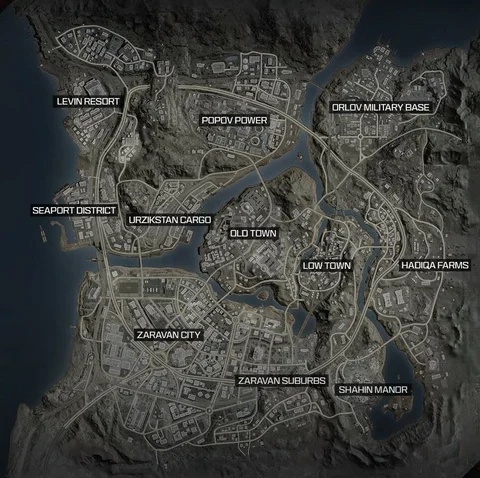 LEVIN RESORT
ORLOV MILITARY BASE
POPOV POWER
SEAPORT DISTRICT
URZIKSTAN CARGO
OLD TOWN
LOW TOWN
HADIQA FARMS
ZARAVAN CITY
ZARAVAN SUBURBS
SHAHIN MANOR